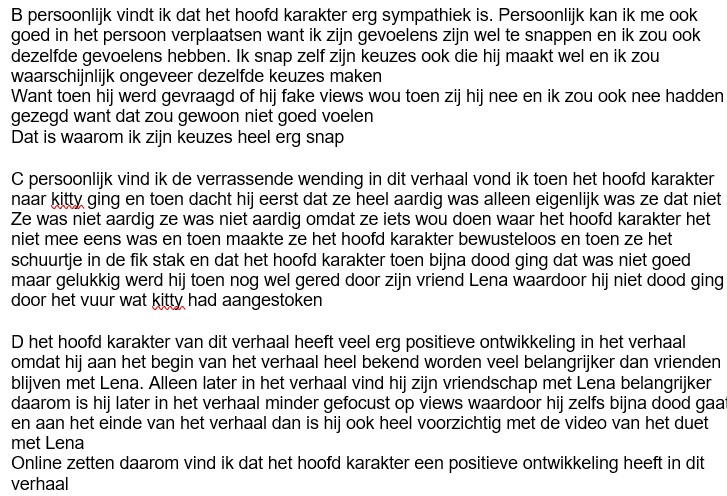 B persoonlijk vindt ik dat het hoofd karakter erg sympathiek is. Persoonlijk kan ik me ook
goed in het persoon verplaatsen want ik zijn gevoelens zijn wel te snappen en ik zou ook
dezelfde gevoelens hebben. Ik snap zelf zijn keuzes ook die hij maakt wel en ik zou
waarschijnlijk ongeveer dezelfde keuzes maken
Want toen hij werd gevraagd of hij fake views wou toen zij hij nee en ik zou ook nee hadden
gezegd want dat zou gewoon niet goed voelen
Dat is waarom ik zijn keuzes heel erg snap
C persoonlijk vind ik de verrassende wending in dit verhaal vond ik toen het hoofd karakter
naar kitty ging en toen dacht hij eerst dat ze heel aardig was alleen eigenlijk was ze dat niet
Ze was niet aardig ze was niet aardig omdat ze iets wou doen waar het hoofd karakter het
niet mee eens was en toen maakte ze het hoofd karakter bewusteloos en toen ze het
schuurtje in de fik stak en dat het hoofd karakter toen bijna dood ging dat was niet goed
maar gelukkig werd hij toen nog wel gered door zijn vriend Lena waardoor hij niet dood ging
door het vuur wat kitty had aangestoken
D het hoofd karakter van dit verhaal heeft veel erg positieve ontwikkeling in het verhaal
omdat hij aan het begin van het verhaal heel bekend worden veel belangrijker dan vrienden
blijven met Lena. Alleen later in het verhaal vind hij zijn vriendschap met Lena belangrijker
daarom is hij later in het verhaal minder gefocust op views waardoor hij zelfs bijna dood gaat
en aan het einde van het verhaal dan is hij ook heel voorzichtig met de video van het duet
met Lena
Online zetten daarom vind ik dat het hoofd karakter een positieve ontwikkeling heeft in dit
verhaal